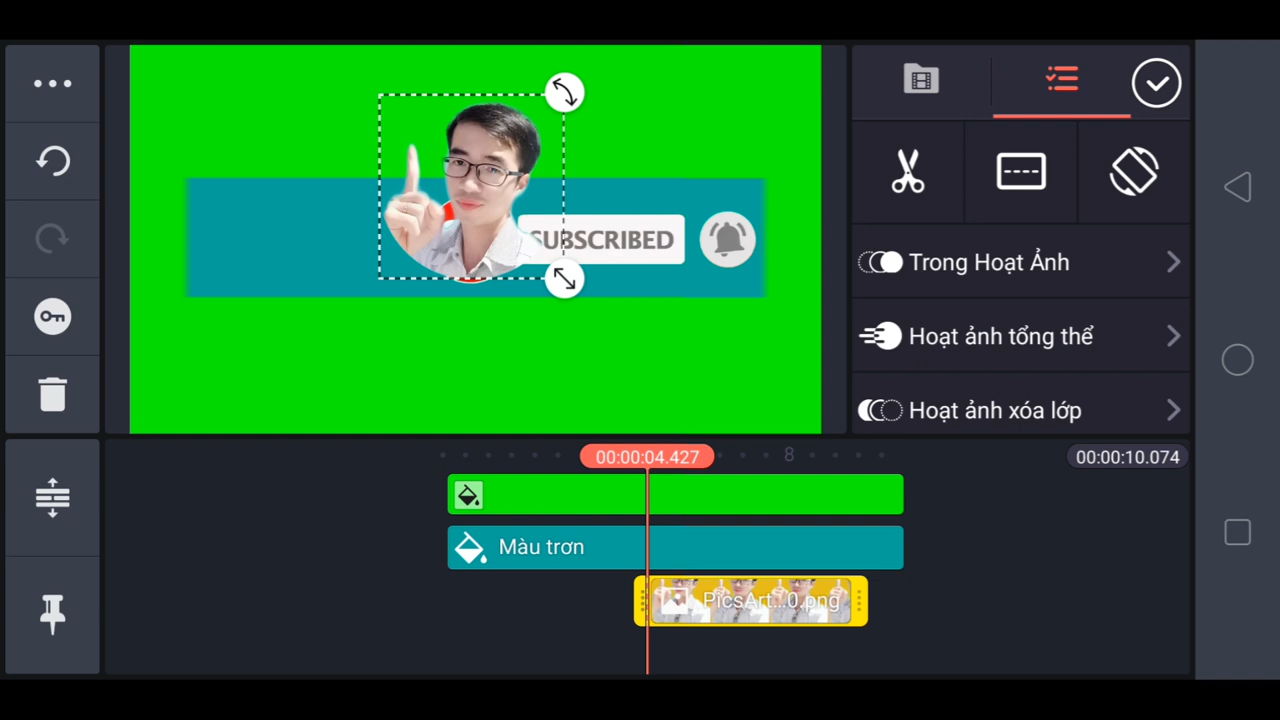 SUBSCRIBED
Trong Hoạt Ảnh
Hoạt ảnh tổng thể
Hoạt ảnh xóa lớp
00:00:04.427
8
00:00:10.074
Màu trơn
PicsArt...0.png